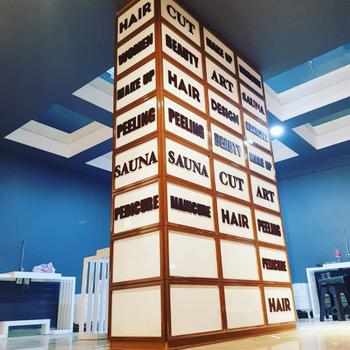 HAIR CUT MAKE UP
WOMEN BEAUTY ART SAUNA
MAKE UP HAIR DESIGN MANICURE
PEELING PEELING BEAUTY MAKE UP
SAUNA SAUNA CUT ART
PEDICURE MANICURE HAIR PEELING
PEDICURE
HAIR